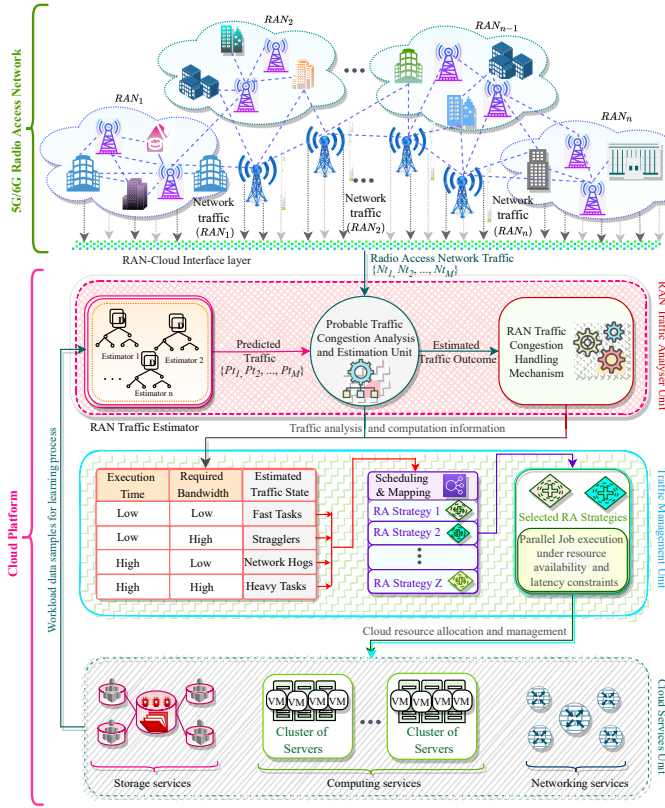 5G/6G Radio Access Network
RAN₁
RAN₂
RANₙ₋₁
RANₙ
Network
traffic
(RAN₁)
Network
traffic
(RAN₂)
Network
traffic
(RANₙ)
RAN-Cloud Interface layer
Radio Access Network Traffic
{Nt₁, Nt₂, ..., Nt_M}
Cloud Platform
Workload data samples for learning process
RAN Traffic Analyser Unit
D
Estimator 1
D
Estimator 2
D
Estimator n
RAN Traffic Estimator
Predicted
Traffic
{Pt₁, Pt₂, ..., Pt_M}
Probable Traffic
Congestion Analysis
and Estimation Unit
Estimated
Traffic Outcome
RAN Traffic
Congestion
Handling
Mechanism
Traffic analysis and computation information
Traffic Management Unit
Execution Time
Required Bandwidth
Estimated Traffic State
Low Low Fast Tasks
Low High Stragglers
High Low Network Hogs
High High Heavy Tasks
Scheduling
& Mapping
RA Strategy 1
RA Strategy 2
RA Strategy Z
Selected RA Strategies
Parallel Job execution
under resource
availability and
latency constraints
Cloud resource allocation and management
Cloud Services Unit
VM VM VM VM
Cluster of
Servers
VM VM VM VM
Cluster of
Servers
Storage services
Computing services
Networking services